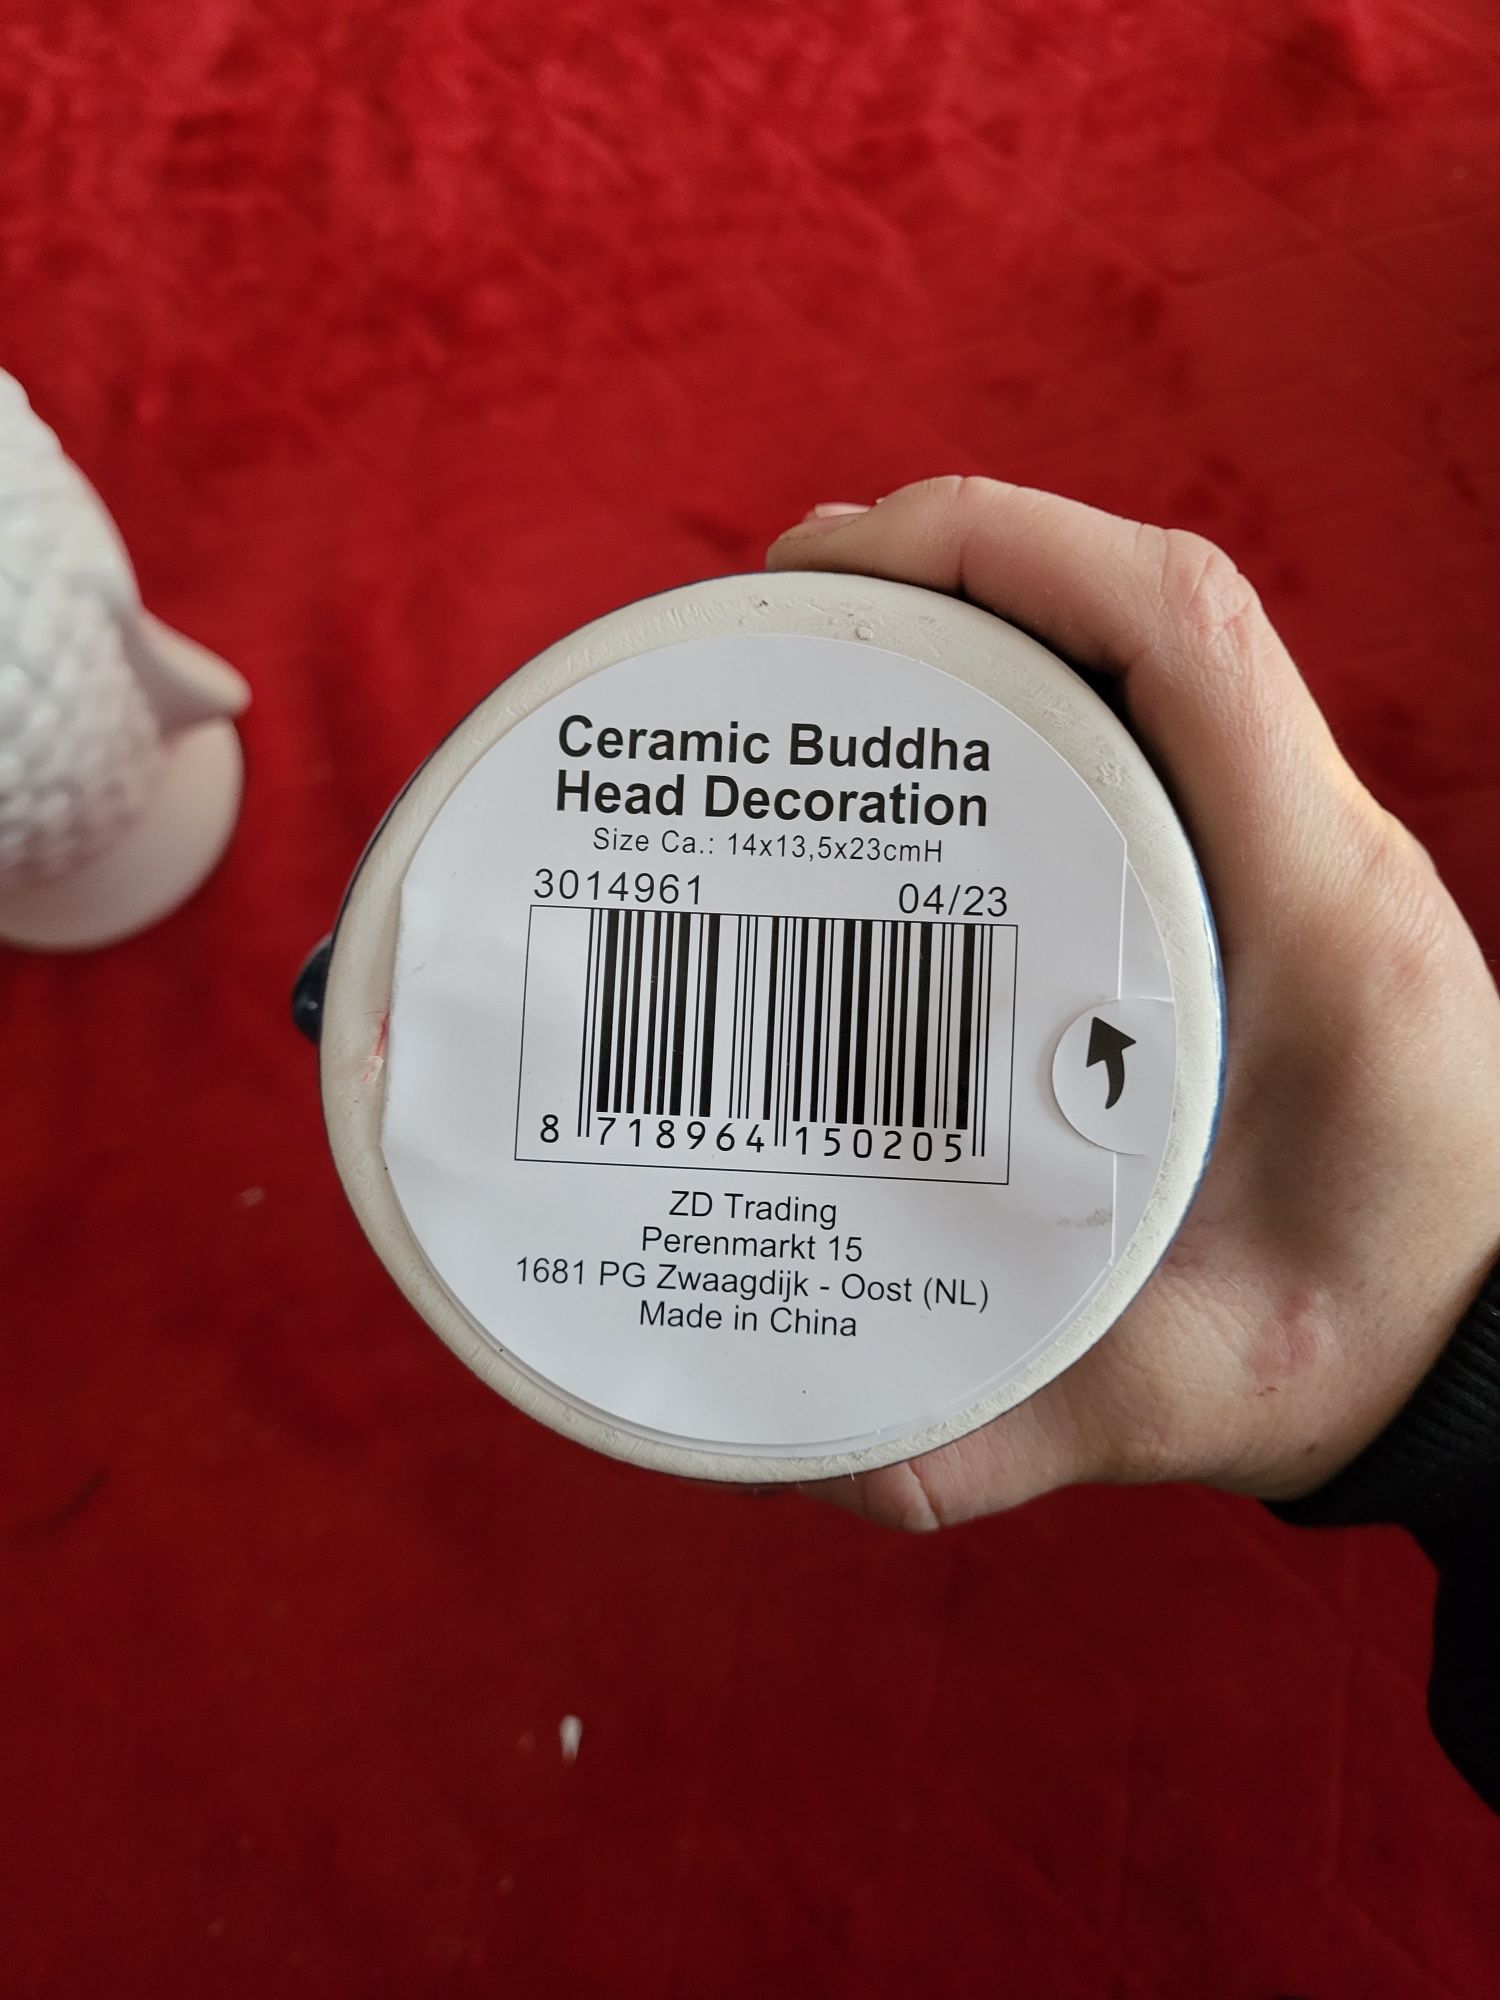 Ceramic Buddha
Head Decoration
Size Ca.: 14x13,5x23cmH
3014961 04/23
8 718964 150205
ZD Trading
Perenmarkt 15
1681 PG Zwaagdijk - Oost (NL)
Made in China